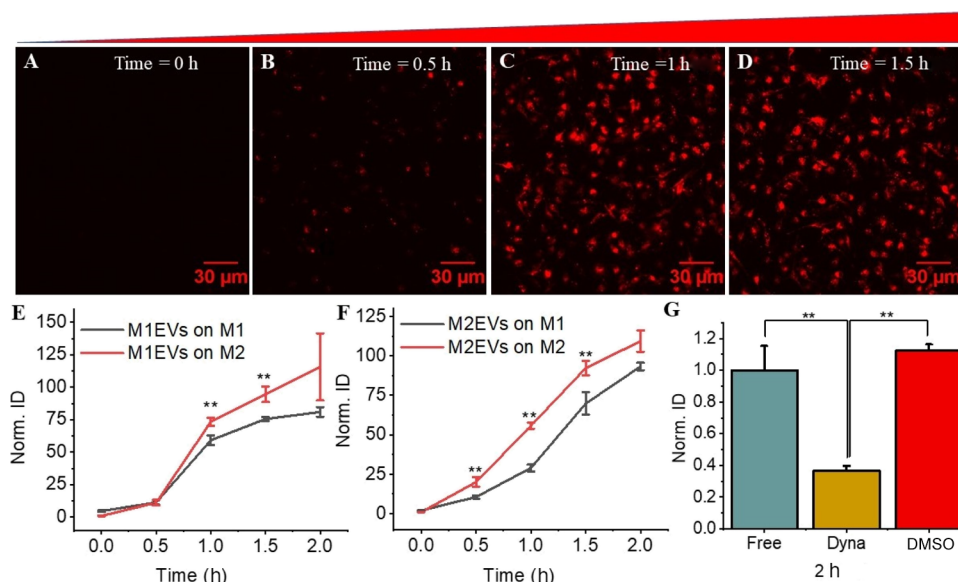 A Time = 0 h
B Time = 0.5 h
C Time =1 h
D Time = 1.5 h
30 µm
30 µm
30 µm
30 µm
E
150
125
100
75
50
25
0
Norm. ID
M1EVs on M1
M1EVs on M2
**
**
0.0 0.5 1.0 1.5 2.0
Time (h)
F
125
100
75
50
25
0
Norm. ID
M2EVs on M1
M2EVs on M2
**
**
**
0.0 0.5 1.0 1.5 2.0
Time (h)
G
** **
1.2
1.0
0.8
0.6
0.4
0.2
0.0
Norm. ID
Free Dyna DMSO
2 h